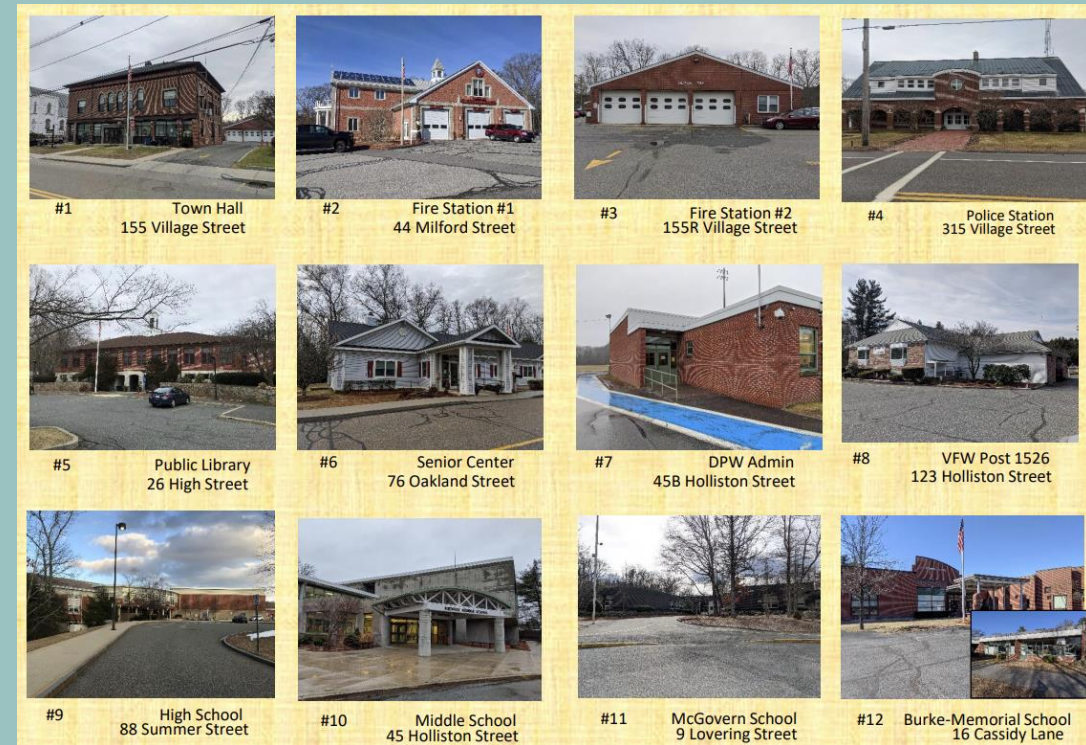 #1 Town Hall
155 Village Street
#2 Fire Station #1
44 Milford Street
#3 Fire Station #2
155R Village Street
#4 Police Station
315 Village Street
#5 Public Library
26 High Street
#6 Senior Center
76 Oakland Street
#7 DPW Admin
45B Holliston Street
#8 VFW Post 1526
123 Holliston Street
#9 High School
88 Summer Street
#10 Middle School
45 Holliston Street
#11 McGovern School
9 Lovering Street
#12 Burke-Memorial School
16 Cassidy Lane